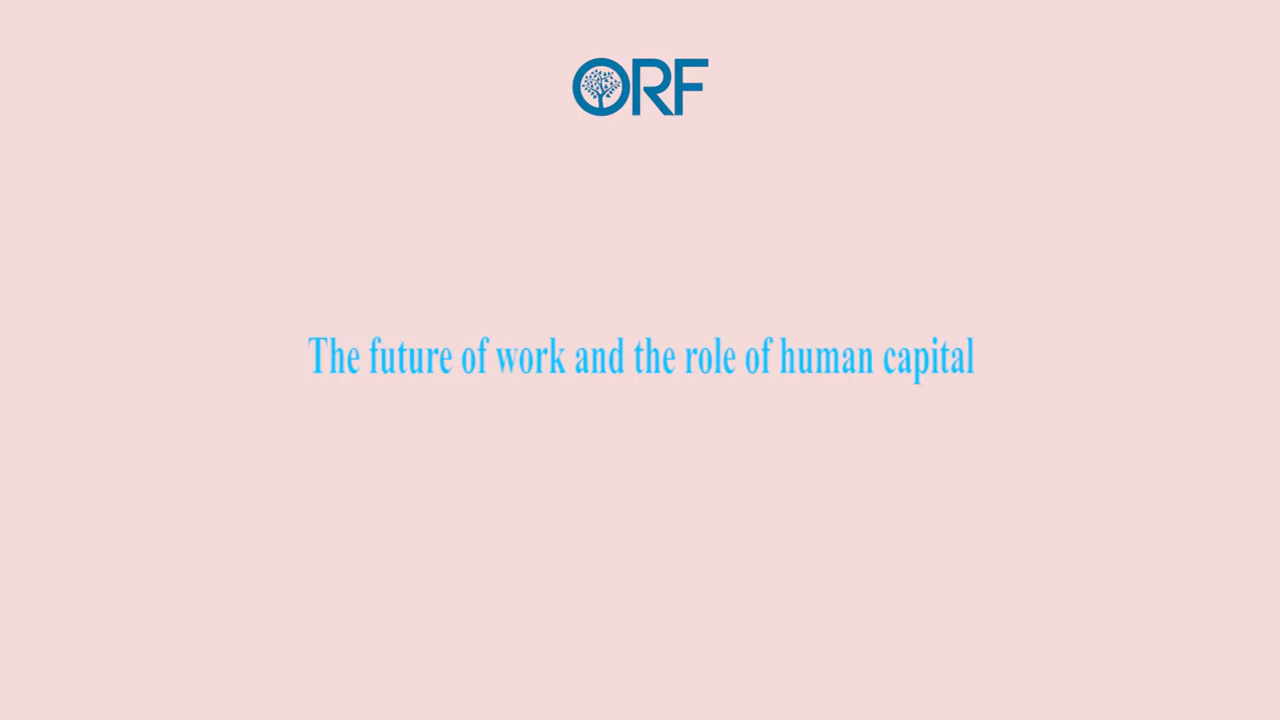 ORF
The future of work and the role of human capital